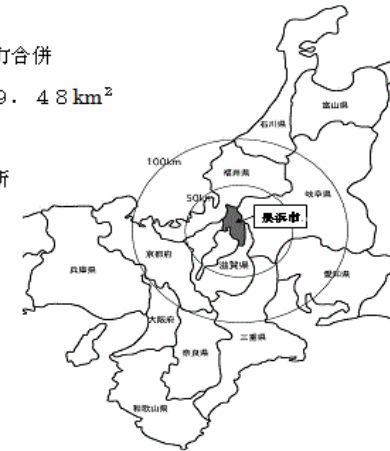 町合併
9．48km²
所
石川県
富山県
100km
福井県
岐阜県
50km
長浜市
京都府
滋賀県
兵庫県
愛知県
大阪府
三重県
奈良県
和歌山県